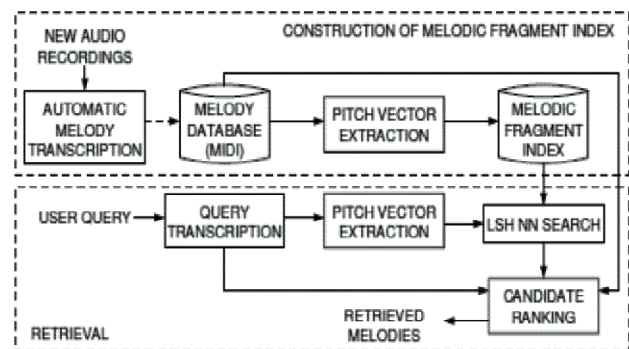 NEW AUDIO
RECORDINGS
CONSTRUCTION OF MELODIC FRAGMENT INDEX
AUTOMATIC
MELODY
TRANSCRIPTION
MELODY
DATABASE
(MIDI)
PITCH VECTOR
EXTRACTION
MELODIC
FRAGMENT
INDEX
USER QUERY
QUERY
TRANSCRIPTION
PITCH VECTOR
EXTRACTION
LSH NN SEARCH
CANDIDATE
RANKING
RETRIEVED
MELODIES
RETRIEVAL